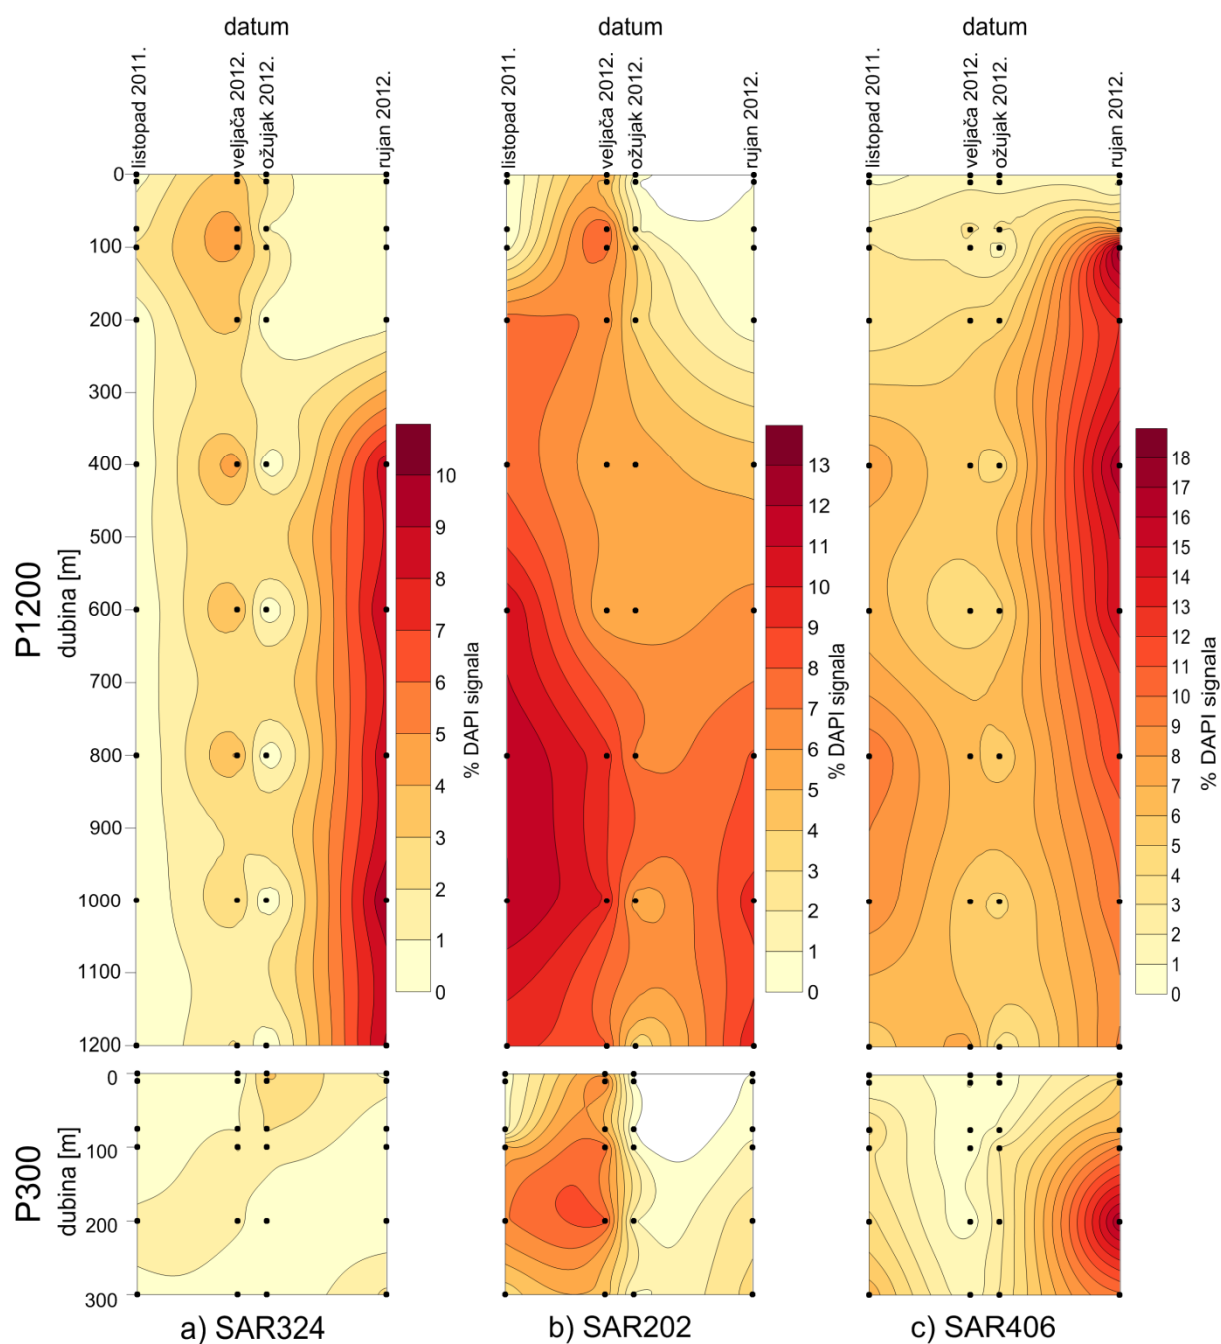 datum
datum
datum
listopad 2011.
veljača 2012.
ožujak 2012.
rujan 2012.
listopad 2011.
veljača 2012.
ožujak 2012.
rujan 2012.
listopad 2011.
veljača 2012.
ožujak 2012.
rujan 2012.
P1200
dubina [m]
0
100
200
300
400
500
600
700
800
900
1000
1100
1200
10
9
8
7
6
5
4
3
2
1
0
% DAPI signala
13
12
11
10
9
8
7
6
5
4
3
2
1
0
% DAPI signala
18
17
16
15
14
13
12
11
10
9
8
7
6
5
4
3
2
1
0
% DAPI signala
P300
dubina [m]
0
100
200
300
a) SAR324
b) SAR202
c) SAR406